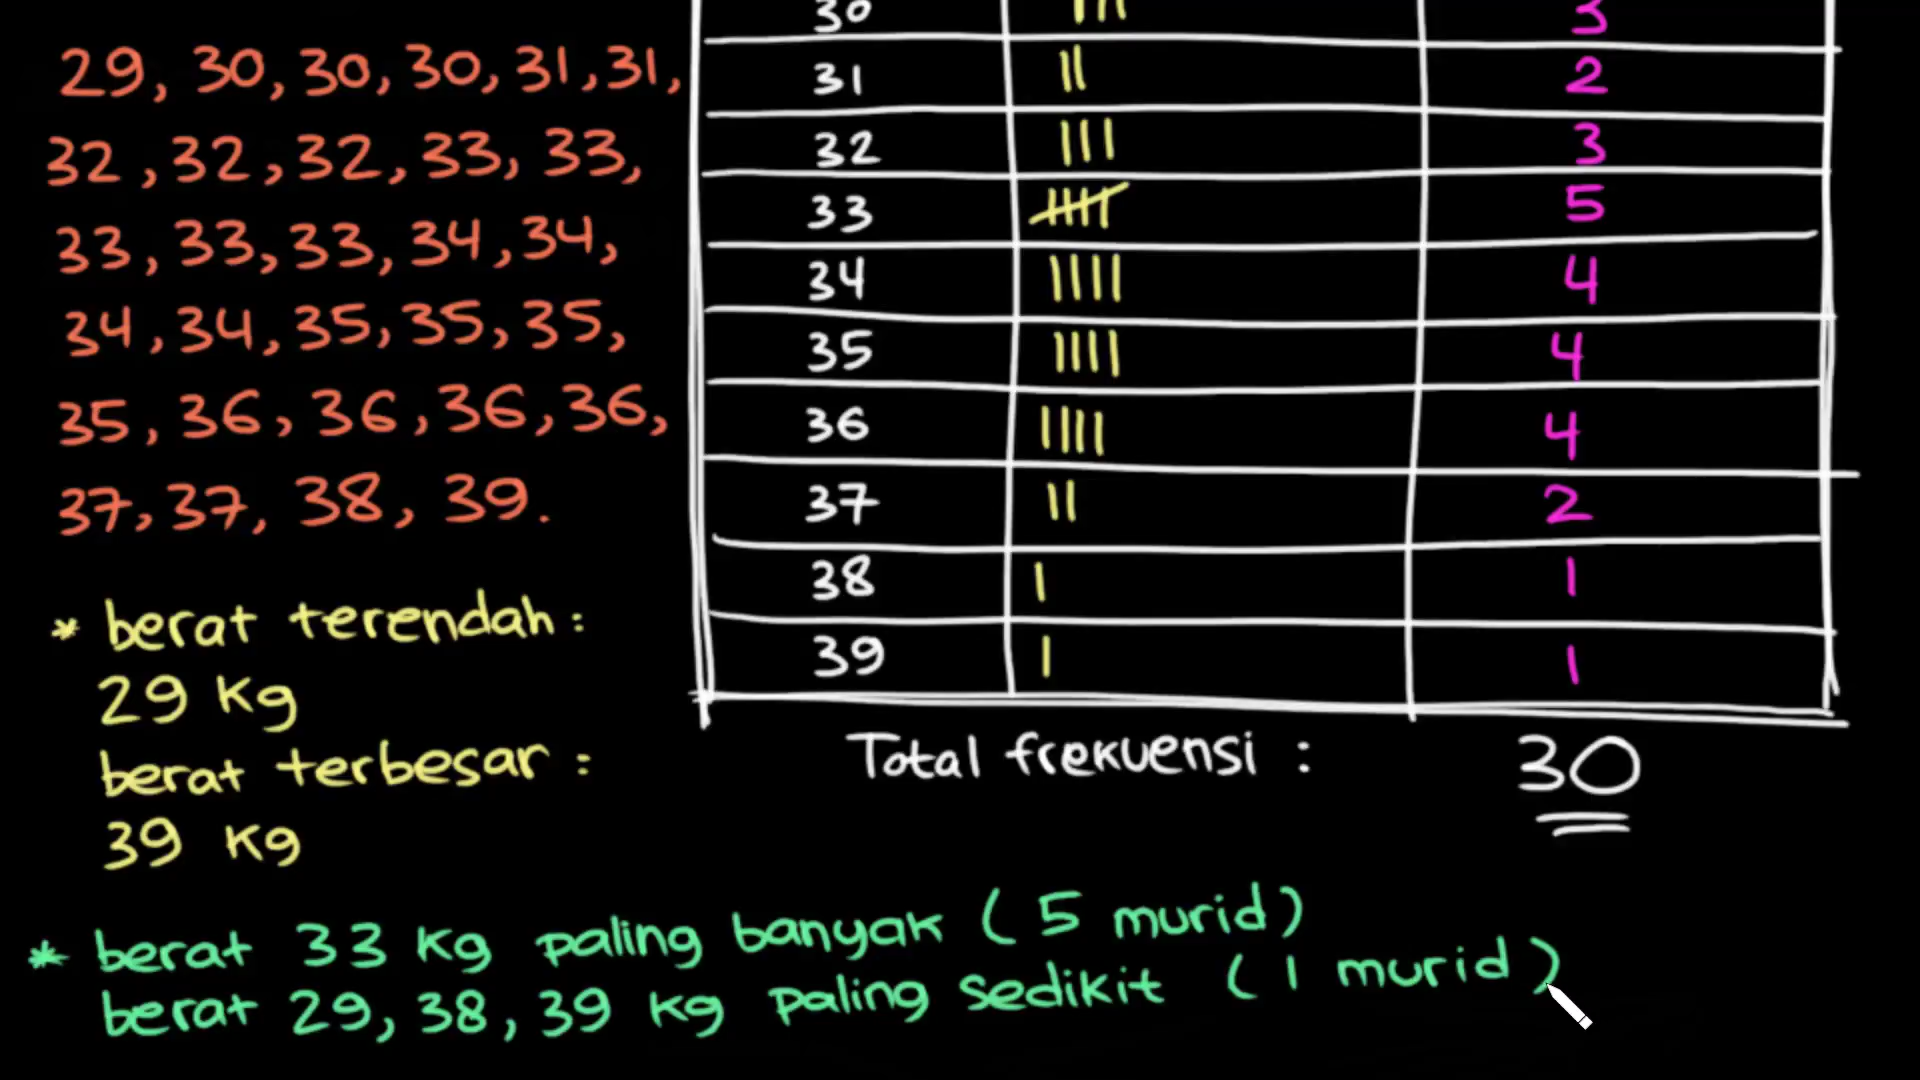 29, 30, 30, 30, 31, 31,
32, 32, 32, 33, 33,
33, 33, 33, 34, 34,
34, 34, 35, 35, 35,
35, 36, 36, 36, 36,
37, 37, 38, 39.
* berat terendah :
29 Kg
berat terbesar :
39 Kg
30 ||| 3
31 || 2
32 ||| 3
33 |||| 5
34 |||| 4
35 |||| 4
36 |||| 4
37 || 2
38 | 1
39 | 1
Total frekuensi : 30
* berat 33 Kg paling banyak ( 5 murid )
berat 29, 38, 39 kg paling sedikit ( 1 murid )